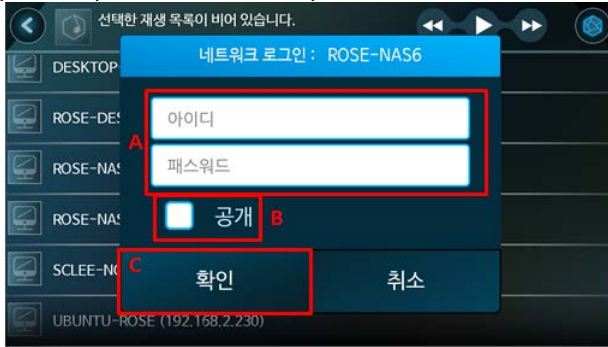 선택한 재생 목록이 비어 있습니다.
네트워크 로그인 : ROSE-NAS6
DESKTOP-
ROSE-DES
아이디
A
ROSE-NAS
패스워드
ROSE-NAS
공개 B
SCLEE-NO
C
확인 취소
UBUNTU-ROSE (192.168.2.230)